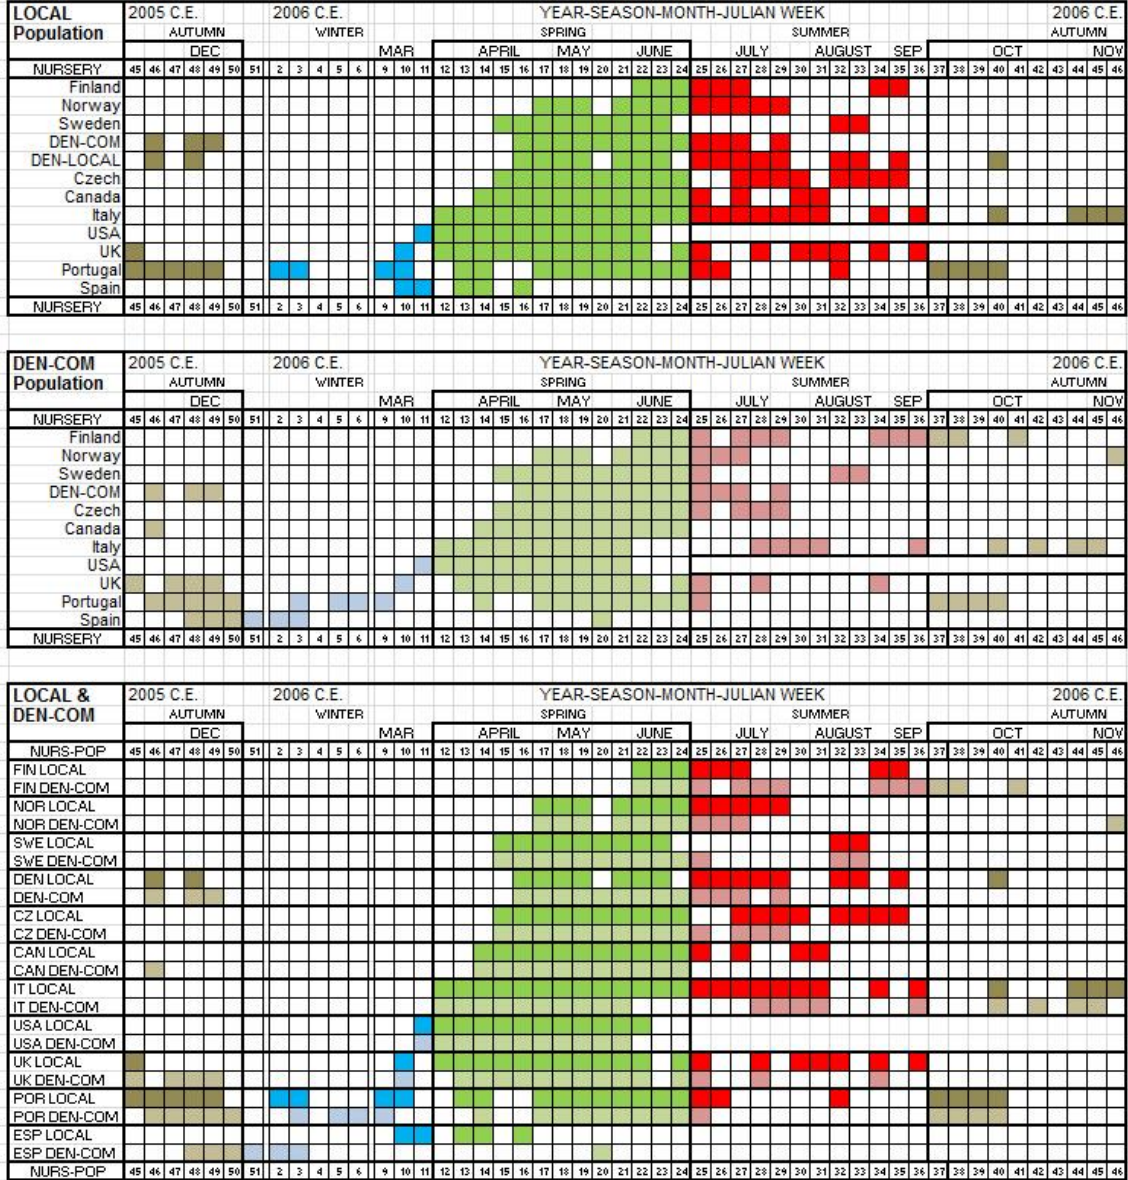 LOCAL 2005 C.E. 2006 C.E. YEAR-SEASON-MONTH-JULIAN WEEK 2006 C.E.
Population AUTUMN WINTER SPRING SUMMER AUTUMN
DEC MAR APRIL MAY JUNE JULY AUGUST SEP OCT NOV
NURSERY 45 46 47 48 49 50 51 2 3 4 5 6 9 10 11 12 13 14 15 16 17 18 19 20 21 22 23 24 25 26 27 28 29 30 31 32 33 34 35 36 37 38 39 40 41 42 43 44 45 46
Finland
Norway
Sweden
DEN-COM
DEN-LOCAL
Czech
Canada
Italy
USA
UK
Portugal
Spain
NURSERY 45 46 47 48 49 50 51 2 3 4 5 6 9 10 11 12 13 14 15 16 17 18 19 20 21 22 23 24 25 26 27 28 29 30 31 32 33 34 35 36 37 38 39 40 41 42 43 44 45 46
DEN-COM 2005 C.E. 2006 C.E. YEAR-SEASON-MONTH-JULIAN WEEK 2006 C.E.
Population AUTUMN WINTER SPRING SUMMER AUTUMN
DEC MAR APRIL MAY JUNE JULY AUGUST SEP OCT NOV
NURSERY 45 46 47 48 49 50 51 2 3 4 5 6 9 10 11 12 13 14 15 16 17 18 19 20 21 22 23 24 25 26 27 28 29 30 31 32 33 34 35 36 37 38 39 40 41 42 43 44 45 46
Finland
Norway
Sweden
DEN-COM
Czech
Canada
Italy
USA
UK
Portugal
Spain
NURSERY 45 46 47 48 49 50 51 2 3 4 5 6 9 10 11 12 13 14 15 16 17 18 19 20 21 22 23 24 25 26 27 28 29 30 31 32 33 34 35 36 37 38 39 40 41 42 43 44 45 46
LOCAL & 2005 C.E. 2006 C.E. YEAR-SEASON-MONTH-JULIAN WEEK 2006 C.E.
DEN-COM AUTUMN WINTER SPRING SUMMER AUTUMN
DEC MAR APRIL MAY JUNE JULY AUGUST SEP OCT NOV
NURS-POP 45 46 47 48 49 50 51 2 3 4 5 6 9 10 11 12 13 14 15 16 17 18 19 20 21 22 23 24 25 26 27 28 29 30 31 32 33 34 35 36 37 38 39 40 41 42 43 44 45 46
FIN LOCAL
FIN DEN-COM
NOR LOCAL
NOR DEN-COM
SWE LOCAL
SWE DEN-COM
DEN LOCAL
DEN-COM
CZ LOCAL
CZ DEN-COM
CAN LOCAL
CAN DEN-COM
IT LOCAL
IT DEN-COM
USA LOCAL
USA DEN-COM
UK LOCAL
UK DEN-COM
POR LOCAL
POR DEN-COM
ESP LOCAL
ESP DEN-COM
NURS-POP 45 46 47 48 49 50 51 2 3 4 5 6 9 10 11 12 13 14 15 16 17 18 19 20 21 22 23 24 25 26 27 28 29 30 31 32 33 34 35 36 37 38 39 40 41 42 43 44 45 46